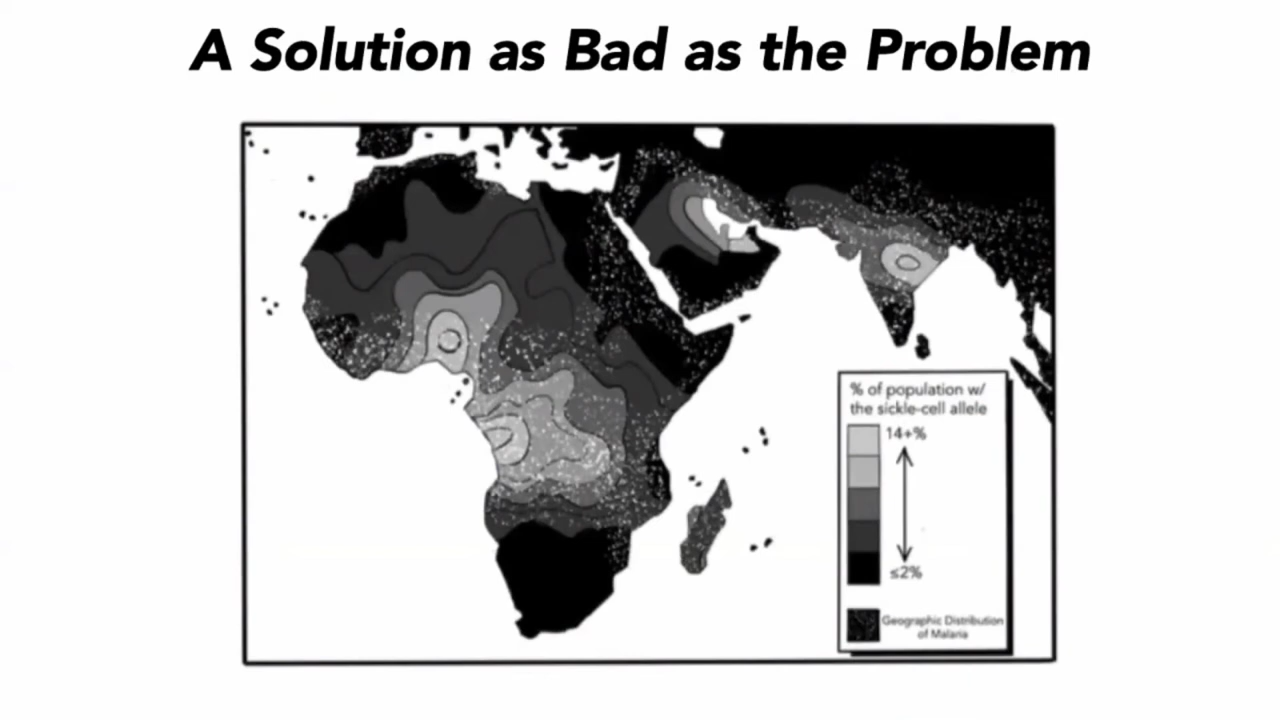 A Solution as Bad as the Problem
% of population w/
the sickle-cell allele
14+%
≤2%
Geographic Distribution
of Malaria